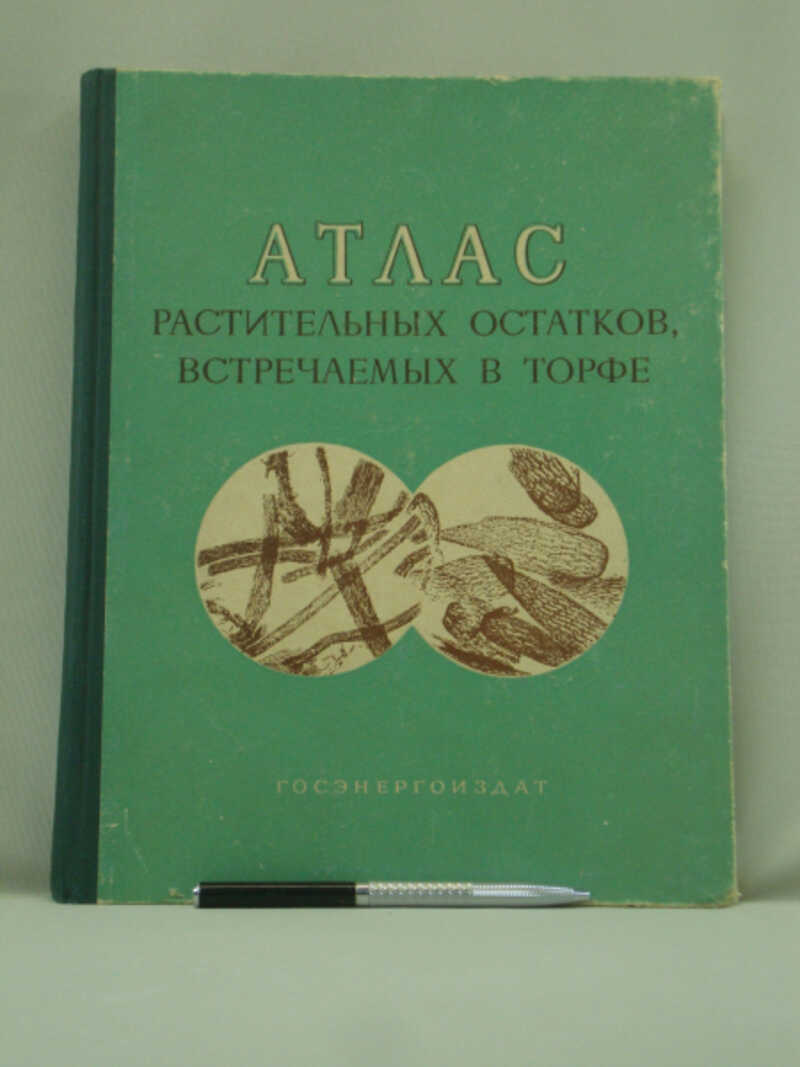 АТЛАС
РАСТИТЕЛЬНЫХ ОСТАТКОВ,
ВСТРЕЧАЕМЫХ В ТОРФЕ
ГОСЭНЕРГОИЗДАТ